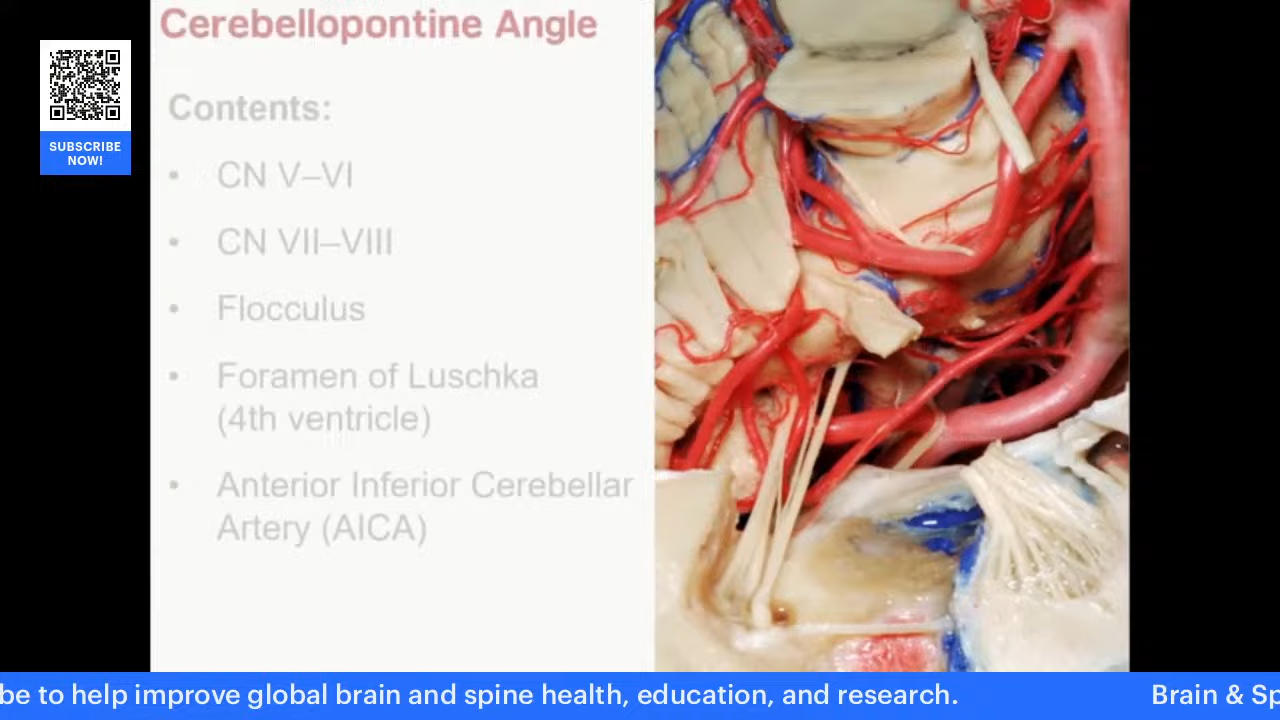 Cerebellopontine Angle
SUBSCRIBE
NOW!
Contents:
• CN V–VI
• CN VII–VIII
• Flocculus
• Foramen of Luschka
(4th ventricle)
• Anterior Inferior Cerebellar
Artery (AICA)
be to help improve global brain and spine health, education, and research. Brain & Sp